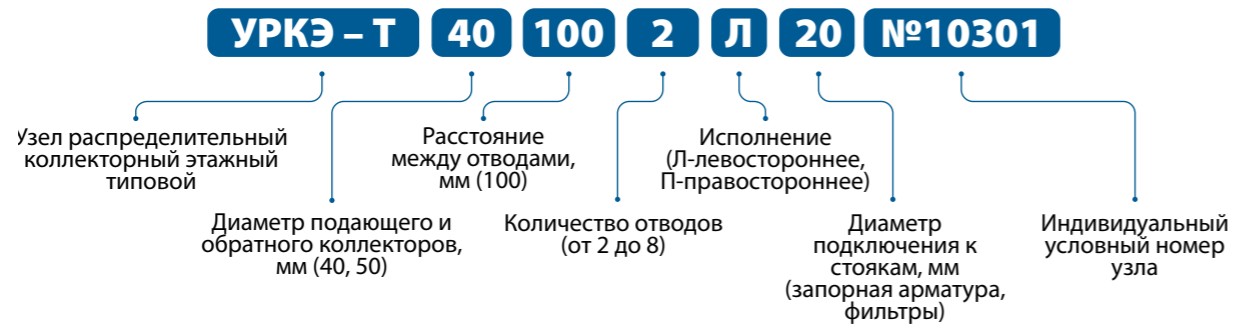 УРКЭ – Т 40 100 2 Л 20 №10301
Узел распределительный
коллекторный этажный
типовой
Диаметр подающего и
обратного коллекторов,
мм (40, 50)
Расстояние
между отводами,
мм (100)
Количество отводов
(от 2 до 8)
Исполнение
(Л-левостороннее,
П-правостороннее)
Диаметр
подключения к
стоякам, мм
(запорная арматура,
фильтры)
Индивидуальный
условный номер
узла